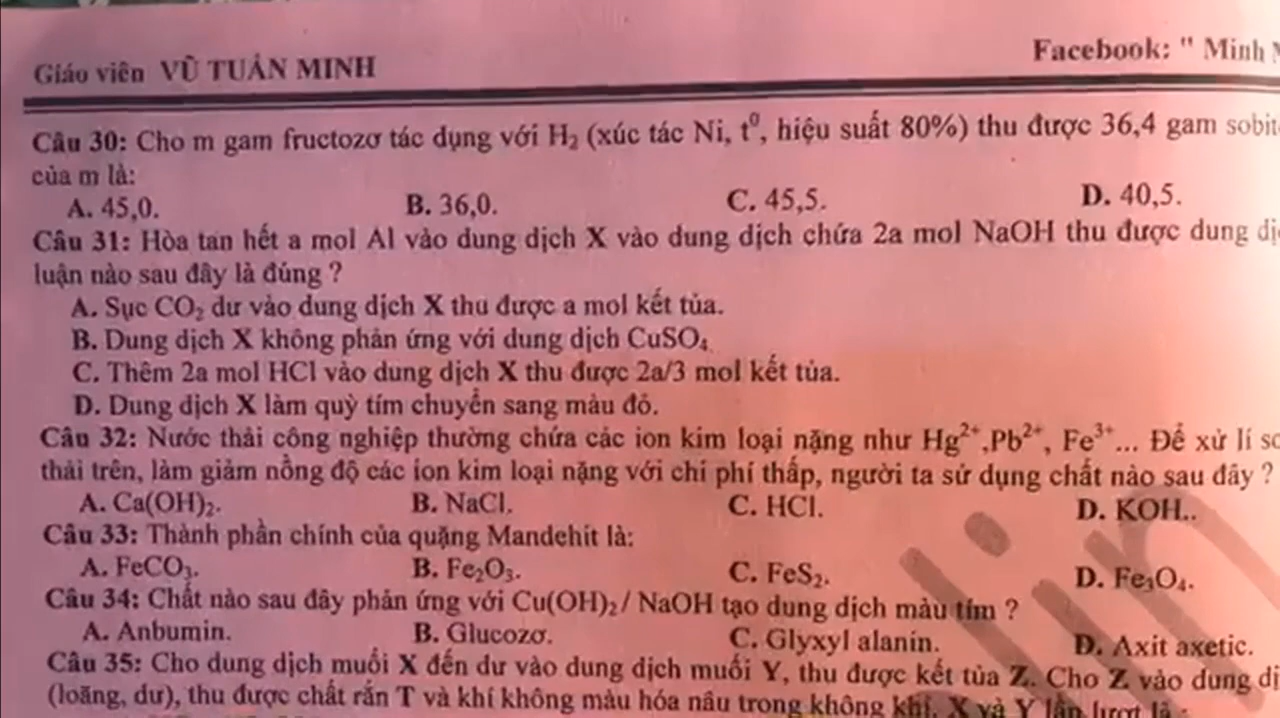 Giáo viên VŨ TUẤN MINH
Facebook: " Minh
Câu 30: Cho m gam fructozơ tác dụng với H₂ (xúc tác Ni, t⁰, hiệu suất 80%) thu được 36,4 gam sobit
của m là:
A. 45,0. B. 36,0. C. 45,5. D. 40,5.
Câu 31: Hòa tan hết a mol Al vào dung dịch X vào dung dịch chứa 2a mol NaOH thu được dung
luận nào sau đây là đúng ?
A. Sục CO₂ dư vào dung dịch X thu được a mol kết tủa.
B. Dung dịch X không phản ứng với dung dịch CuSO₄
C. Thêm 2a mol HCl vào dung dịch X thu được 2a/3 mol kết tủa.
D. Dung dịch X làm quỳ tím chuyển sang màu đỏ.
Câu 32: Nước thải công nghiệp thường chứa các ion kim loại nặng như Hg²⁺,Pb²⁺, Fe³⁺... Để xử lí
thải trên, làm giảm nồng độ các ion kim loại nặng với chi phí thấp, người ta sử dụng chất nào sau đây ?
A. Ca(OH)₂. B. NaCl. C. HCl. D. KOH..
Câu 33: Thành phần chính của quặng Mandehit là:
A. FeCO₃. B. Fe₂O₃. C. FeS₂. D. Fe₃O₄.
Câu 34: Chất nào sau đây phản ứng với Cu(OH)₂/ NaOH tạo dung dịch màu tím ?
A. Anbumin. B. Glucozơ. C. Glyxyl alanin. D. Axit axetic.
Câu 35: Cho dung dịch muối X đến dư vào dung dịch muối Y, thu được kết tủa Z. Cho Z vào dung
(loãng, dư), thu được chất rắn T và khí không màu hóa nâu trong không khí. X và Y lần lượt là :